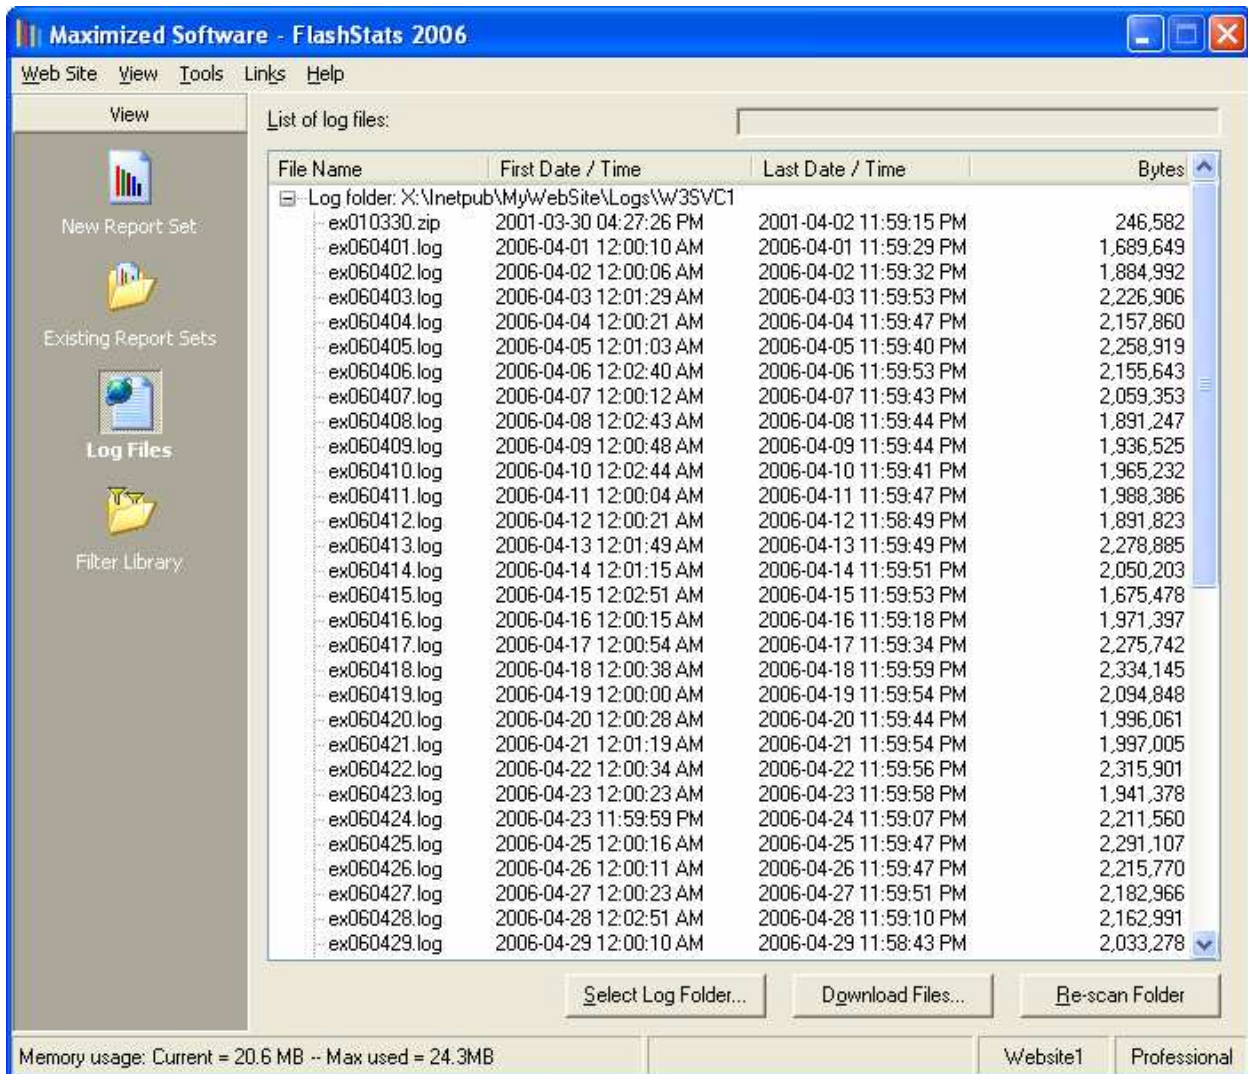 Maximized Software - FlashStats 2006
Web Site View Tools Links Help
View
New Report Set
Existing Report Sets
Log Files
Filter Library
List of log files:
File Name First Date / Time Last Date / Time Bytes
Log folder: X:\Inetpub\MyWebSite\Logs\W3SVC1
ex010330.zip 2001-03-30 04:27:26 PM 2001-04-02 11:59:15 PM 246,582
ex060401.log 2006-04-01 12:00:10 AM 2006-04-01 11:59:29 PM 1,689,649
ex060402.log 2006-04-02 12:00:06 AM 2006-04-02 11:59:32 PM 1,884,992
ex060403.log 2006-04-03 12:01:29 AM 2006-04-03 11:59:53 PM 2,226,906
ex060404.log 2006-04-04 12:00:21 AM 2006-04-04 11:59:47 PM 2,157,860
ex060405.log 2006-04-05 12:01:03 AM 2006-04-05 11:59:40 PM 2,258,919
ex060406.log 2006-04-06 12:02:40 AM 2006-04-06 11:59:53 PM 2,155,643
ex060407.log 2006-04-07 12:00:12 AM 2006-04-07 11:59:43 PM 2,059,353
ex060408.log 2006-04-08 12:02:43 AM 2006-04-08 11:59:44 PM 1,891,247
ex060409.log 2006-04-09 12:00:48 AM 2006-04-09 11:59:44 PM 1,936,525
ex060410.log 2006-04-10 12:02:44 AM 2006-04-10 11:59:41 PM 1,965,232
ex060411.log 2006-04-11 12:00:04 AM 2006-04-11 11:59:47 PM 1,988,386
ex060412.log 2006-04-12 12:00:21 AM 2006-04-12 11:58:49 PM 1,891,823
ex060413.log 2006-04-13 12:01:49 AM 2006-04-13 11:59:49 PM 2,278,885
ex060414.log 2006-04-14 12:01:15 AM 2006-04-14 11:59:51 PM 2,050,203
ex060415.log 2006-04-15 12:02:51 AM 2006-04-15 11:59:53 PM 1,675,478
ex060416.log 2006-04-16 12:00:15 AM 2006-04-16 11:59:18 PM 1,971,397
ex060417.log 2006-04-17 12:00:54 AM 2006-04-17 11:59:34 PM 2,275,742
ex060418.log 2006-04-18 12:00:38 AM 2006-04-18 11:59:59 PM 2,334,145
ex060419.log 2006-04-19 12:00:00 AM 2006-04-19 11:59:54 PM 2,094,848
ex060420.log 2006-04-20 12:00:28 AM 2006-04-20 11:59:44 PM 1,996,061
ex060421.log 2006-04-21 12:01:19 AM 2006-04-21 11:59:54 PM 1,997,005
ex060422.log 2006-04-22 12:00:34 AM 2006-04-22 11:59:56 PM 2,315,901
ex060423.log 2006-04-23 12:00:23 AM 2006-04-23 11:59:58 PM 1,941,378
ex060424.log 2006-04-23 11:59:59 PM 2006-04-24 11:59:07 PM 2,211,560
ex060425.log 2006-04-25 12:00:16 AM 2006-04-25 11:59:47 PM 2,291,107
ex060426.log 2006-04-26 12:00:11 AM 2006-04-26 11:59:47 PM 2,215,770
ex060427.log 2006-04-27 12:00:23 AM 2006-04-27 11:59:51 PM 2,182,966
ex060428.log 2006-04-28 12:02:51 AM 2006-04-28 11:59:10 PM 2,162,991
ex060429.log 2006-04-29 12:00:10 AM 2006-04-29 11:58:43 PM 2,033,278
Select Log Folder... Download Files... Re-scan Folder
Memory usage: Current = 20.6 MB -- Max used = 24.3MB Website1 Professional